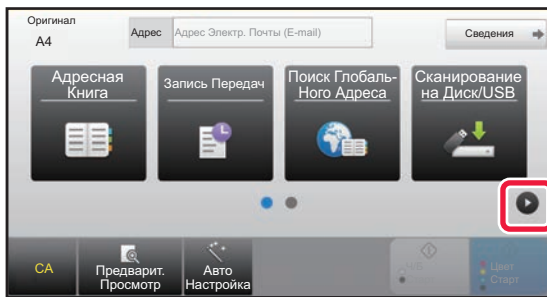 Оригинал
A4
Адрес
Адрес Электр. Почты (E-mail)
Сведения
Адресная
Книга
Запись Передач
Поиск Глобаль-
Ного Адреса
Сканирование
на Диск/USB
CA
Предварит.
Просмотр
Авто
Настройка
Ч/Б
Старт
Цвет
Старт